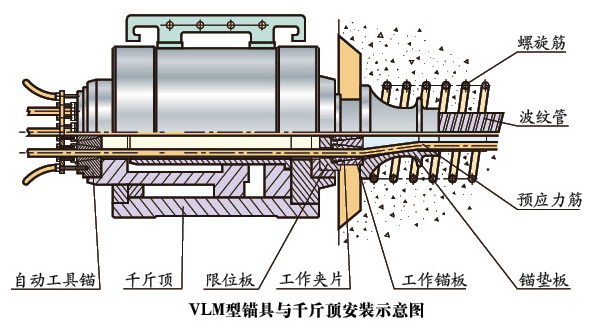 螺旋筋
波纹管
预应力筋
自动工具锚
千斤顶
限位板
工作夹片
工作锚板
锚垫板
VLM型锚具与千斤顶安装示意图